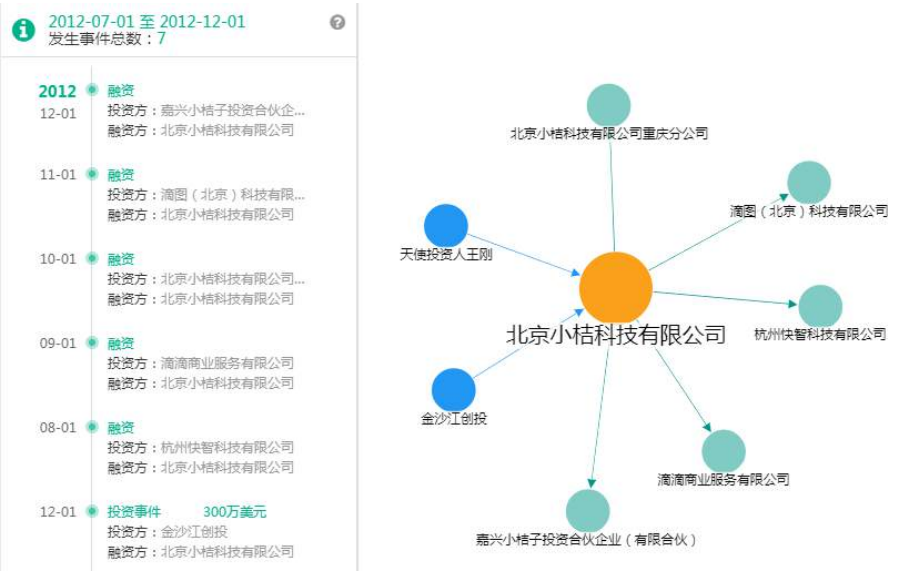 2012-07-01 至 2012-12-01
发生事件总数：7
2012
12-01
融资
投资方：嘉兴小桔子投资合伙企...
融资方：北京小桔科技有限公司
11-01
融资
投资方：滴图（北京）科技有限...
融资方：北京小桔科技有限公司
10-01
融资
投资方：北京小桔科技有限公司...
融资方：北京小桔科技有限公司
09-01
融资
投资方：滴滴商业服务有限公司
融资方：北京小桔科技有限公司
08-01
融资
投资方：杭州快智科技有限公司
融资方：北京小桔科技有限公司
12-01
投资事件 300万美元
投资方：金沙江创投
融资方：北京小桔科技有限公司
北京小桔科技有限公司重庆分公司
滴图（北京）科技有限公司
天使投资人王刚
北京小桔科技有限公司
杭州快智科技有限公司
金沙江创投
滴滴商业服务有限公司
嘉兴小桔子投资合伙企业（有限合伙）